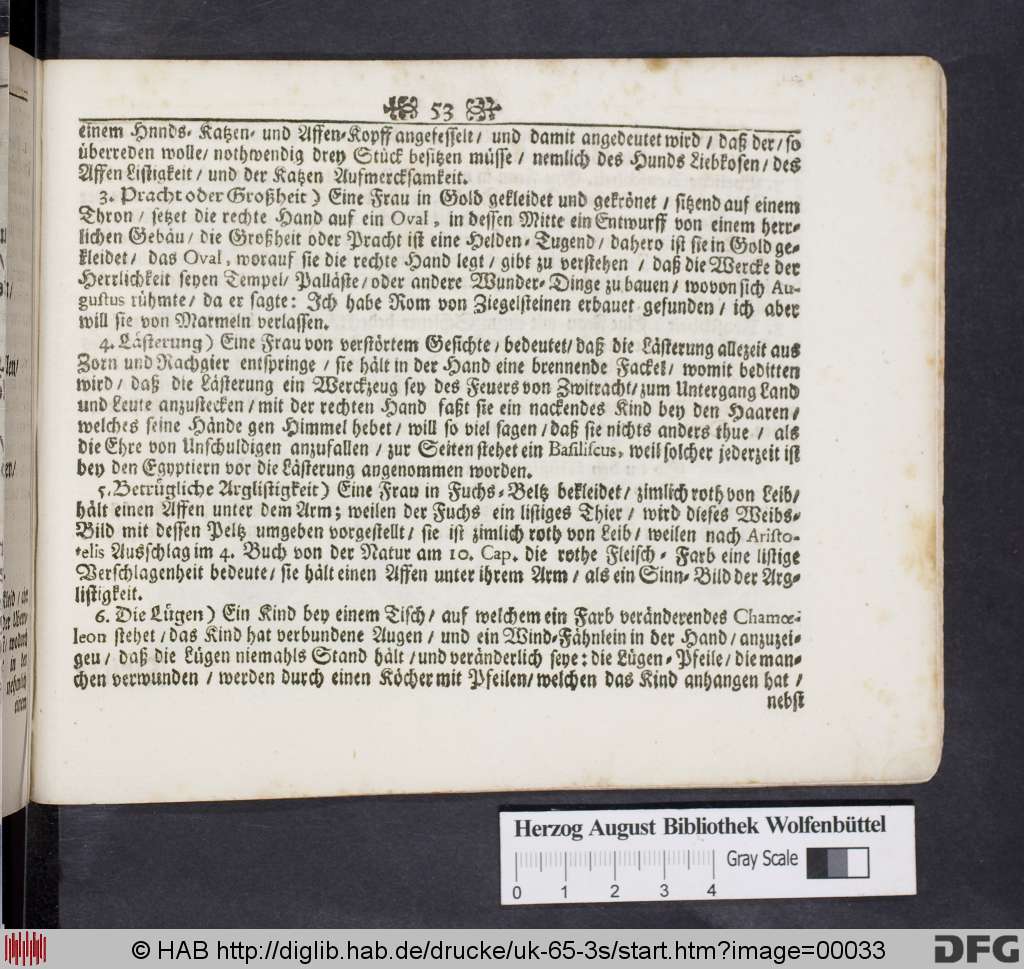 53
einem Hnnds- Katzen- und Affen-Kopff angefesselt/ und damit angedeutet wird / daß der/ so
überreden wolle/ nothwendig drey Stück besitzen müsse / nemlich des Hunds Liebkosen/ des
Affen Listigkeit/ und der Katzen Aufmercksamkeit.
3. Pracht oder Großheit) Eine Frau in Gold gekleidet und gekrönet / sitzend auf einem
Thron / setzet die rechte Hand auf ein Oval, in dessen Mitte ein Entwurff von einem herr-
lichen Gebäu/ die Großheit oder Pracht ist eine Helden-Tugend/ dahero ist sie in Gold ge-
kleidet/ das Oval, worauf sie die rechte Hand legt/ gibt zu verstehen / daß die Wercke der
Herrlichkeit seyen Tempel/ Palläste/ oder andere Wunder-Dinge zu bauen/ wovon sich Au-
gustus rühmte/ da er sagte: Ich habe Rom von Ziegelsteinen erbauet gefunden/ ich aber
will sie von Marmeln verlassen.
4. Lästerung) Eine Frau von verstörtem Gesichte/ bedeutet/ daß die Lästerung allezeit aus
Zorn und Rachgier entspringe / sie hält in der Hand eine brennende Fackel/ womit beditten
wird/ daß die Lästerung ein Werckzeug sey des Feuers von Zwitracht/ zum Untergang Land
und Leute anzustecken/ mit der rechten Hand faßt sie ein nackendes Kind bey den Haaren/
welches seine Hände gen Himmel hebet/ will so viel sagen/ daß sie nichts anders thue / als
die Ehre von Unschuldigen anzufallen / zur Seiten stehet ein Basiliscus, weil solcher jederzeit ist
bey den Egyptiern vor die Lästerung angenommen worden.
5. Betrügliche Arglistigkeit) Eine Frau in Fuchs-Beltz bekleidet/ zimlich roth von Leib/
hält einen Affen unter dem Arm; weilen der Fuchs ein listiges Thier / wird dieses Weibs-
Bild mit dessen Peltz umgeben vorgestellt/ sie ist zimlich roth von Leib/ weilen nach Aristo-
telis Ausschlag im 4. Buch von der Natur am 10. Cap. die rothe Fleisch-Farb eine listige
Verschlagenheit bedeute/ sie hält einen Affen unter ihrem Arm / als ein Sinn-Bild der Arg-
listigkeit.
6. Die Lügen) Ein Kind bey einem Tisch/ auf welchem ein Farb veränderendes Chamœ-
leon stehet/ das Kind hat verbundene Augen / und ein Wind-Fähnlein in der Hand/ anzuzei-
geu/ daß die Lügen niemahls Stand hält/ und veränderlich seye: die Lügen-Pfeile/ die man-
chen verwunden / werden durch einen Köcher mit Pfeilen/ welchen das Kind anhangen hat /
nebst
Herzog August Bibliothek Wolfenbüttel
Gray Scale
0 1 2 3 4
© HAB http://diglib.hab.de/drucke/uk-65-3s/start.htm?image=00033
DFG